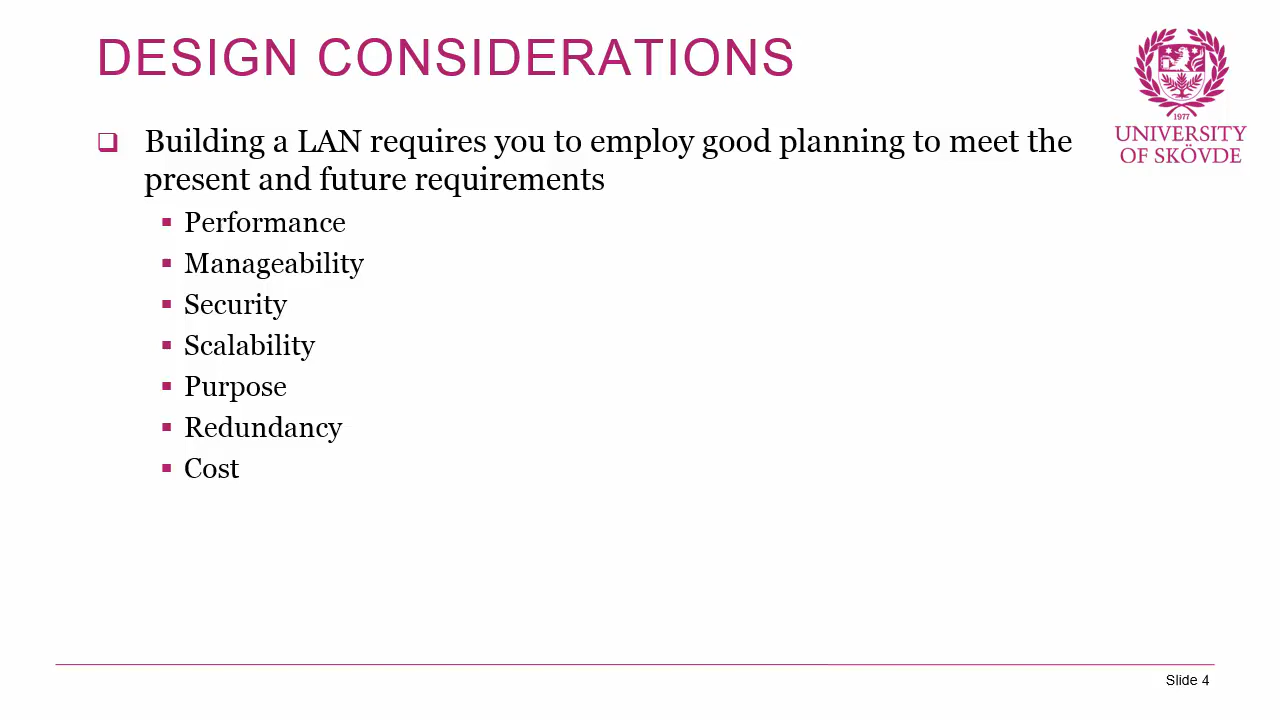 DESIGN CONSIDERATIONS
1977
UNIVERSITY
OF SKÖVDE
Building a LAN requires you to employ good planning to meet the
present and future requirements
Performance
Manageability
Security
Scalability
Purpose
Redundancy
Cost
Slide 4